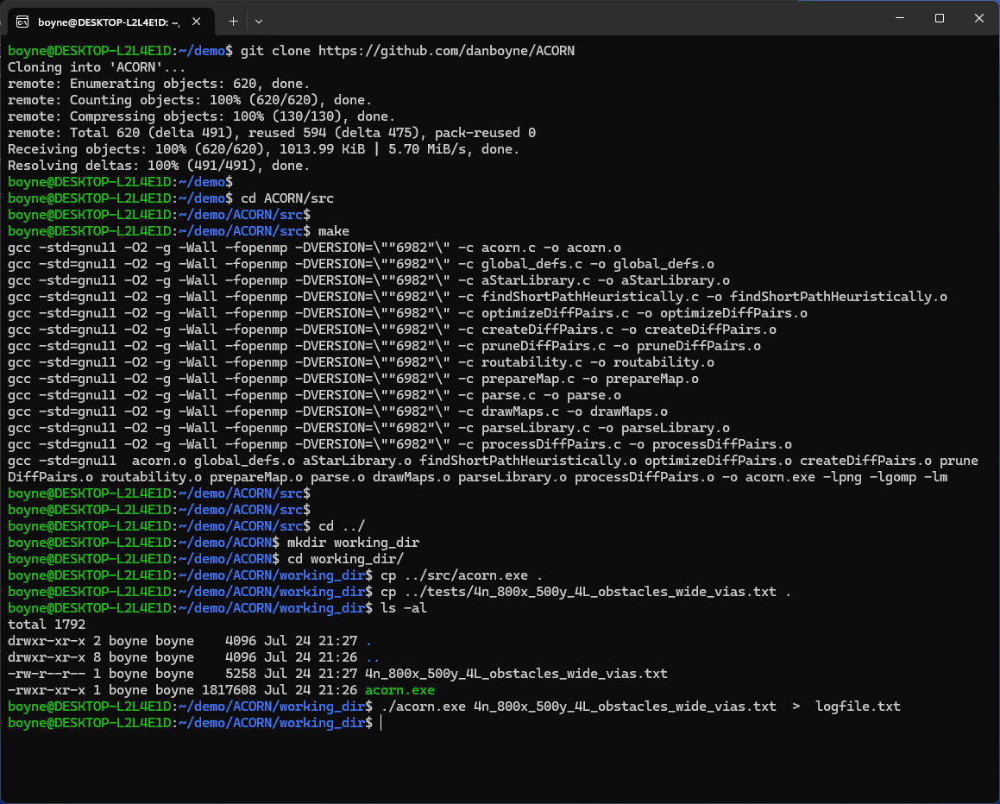 boyne@DESKTOP-L2L4E1D: ~,
boyne@DESKTOP-L2L4E1D:~/demo$ git clone https://github.com/danboyne/ACORN
Cloning into 'ACORN'...
remote: Enumerating objects: 620, done.
remote: Counting objects: 100% (620/620), done.
remote: Compressing objects: 100% (130/130), done.
remote: Total 620 (delta 491), reused 594 (delta 475), pack-reused 0
Receiving objects: 100% (620/620), 1013.99 KiB | 5.70 MiB/s, done.
Resolving deltas: 100% (491/491), done.
boyne@DESKTOP-L2L4E1D:~/demo$
boyne@DESKTOP-L2L4E1D:~/demo$ cd ACORN/src
boyne@DESKTOP-L2L4E1D:~/demo/ACORN/src$
boyne@DESKTOP-L2L4E1D:~/demo/ACORN/src$ make
gcc -std=gnu11 -O2 -g -Wall -fopenmp -DVERSION=\""6982"\" -c acorn.c -o acorn.o
gcc -std=gnu11 -O2 -g -Wall -fopenmp -DVERSION=\""6982"\" -c global_defs.c -o global_defs.o
gcc -std=gnu11 -O2 -g -Wall -fopenmp -DVERSION=\""6982"\" -c aStarLibrary.c -o aStarLibrary.o
gcc -std=gnu11 -O2 -g -Wall -fopenmp -DVERSION=\""6982"\" -c findShortPathHeuristically.c -o findShortPathHeuristically.o
gcc -std=gnu11 -O2 -g -Wall -fopenmp -DVERSION=\""6982"\" -c optimizeDiffPairs.c -o optimizeDiffPairs.o
gcc -std=gnu11 -O2 -g -Wall -fopenmp -DVERSION=\""6982"\" -c createDiffPairs.c -o createDiffPairs.o
gcc -std=gnu11 -O2 -g -Wall -fopenmp -DVERSION=\""6982"\" -c pruneDiffPairs.c -o pruneDiffPairs.o
gcc -std=gnu11 -O2 -g -Wall -fopenmp -DVERSION=\""6982"\" -c routability.c -o routability.o
gcc -std=gnu11 -O2 -g -Wall -fopenmp -DVERSION=\""6982"\" -c prepareMap.c -o prepareMap.o
gcc -std=gnu11 -O2 -g -Wall -fopenmp -DVERSION=\""6982"\" -c parse.c -o parse.o
gcc -std=gnu11 -O2 -g -Wall -fopenmp -DVERSION=\""6982"\" -c drawMaps.c -o drawMaps.o
gcc -std=gnu11 -O2 -g -Wall -fopenmp -DVERSION=\""6982"\" -c parseLibrary.c -o parseLibrary.o
gcc -std=gnu11 -O2 -g -Wall -fopenmp -DVERSION=\""6982"\" -c processDiffPairs.c -o processDiffPairs.o
gcc -std=gnu11  acorn.o global_defs.o aStarLibrary.o findShortPathHeuristically.o optimizeDiffPairs.o createDiffPairs.o prune
DiffPairs.o routability.o prepareMap.o parse.o drawMaps.o parseLibrary.o processDiffPairs.o -o acorn.exe -lpng -lgomp -lm
boyne@DESKTOP-L2L4E1D:~/demo/ACORN/src$
boyne@DESKTOP-L2L4E1D:~/demo/ACORN/src$
boyne@DESKTOP-L2L4E1D:~/demo/ACORN/src$ cd ../
boyne@DESKTOP-L2L4E1D:~/demo/ACORN$ mkdir working_dir
boyne@DESKTOP-L2L4E1D:~/demo/ACORN$ cd working_dir/
boyne@DESKTOP-L2L4E1D:~/demo/ACORN/working_dir$ cp ../src/acorn.exe .
boyne@DESKTOP-L2L4E1D:~/demo/ACORN/working_dir$ cp ../tests/4n_800x_500y_4L_obstacles_wide_vias.txt .
boyne@DESKTOP-L2L4E1D:~/demo/ACORN/working_dir$ ls -al
total 1792
drwxr-xr-x 2 boyne boyne    4096 Jul 24 21:27 .
drwxr-xr-x 8 boyne boyne    4096 Jul 24 21:26 ..
-rw-r--r-- 1 boyne boyne    5258 Jul 24 21:27 4n_800x_500y_4L_obstacles_wide_vias.txt
-rwxr-xr-x 1 boyne boyne 1817608 Jul 24 21:26 acorn.exe
boyne@DESKTOP-L2L4E1D:~/demo/ACORN/working_dir$ ./acorn.exe 4n_800x_500y_4L_obstacles_wide_vias.txt  >  logfile.txt
boyne@DESKTOP-L2L4E1D:~/demo/ACORN/working_dir$